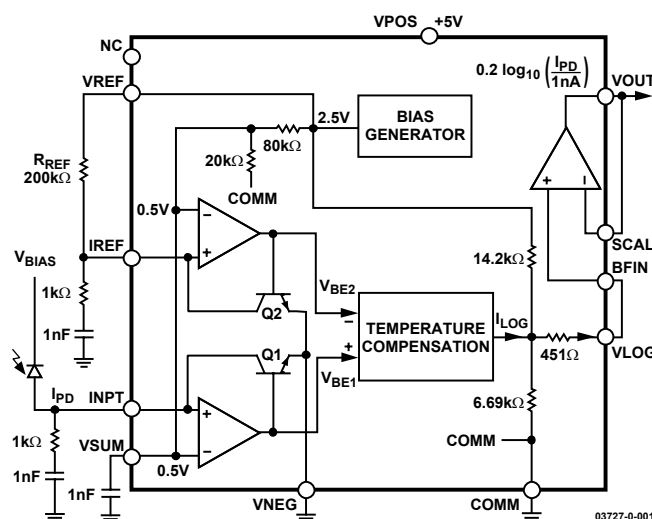 VPOS +5V
NC
VREF
0.2 log10 (IPD/1nA)
VOUT
2.5V
BIAS
GENERATOR
80kΩ
RREF
200kΩ
20kΩ
COMM
0.5V
IREF
SCAL
BFIN
14.2kΩ
VBIAS
1kΩ
1nF
Q2
VBE2
−
TEMPERATURE
COMPENSATION
ILOG
451Ω
VLOG
Q1
+
VBE1
IPD
INPT
6.69kΩ
1kΩ
VSUM
0.5V
COMM
1nF
1nF
VNEG
COMM
03727-0-001